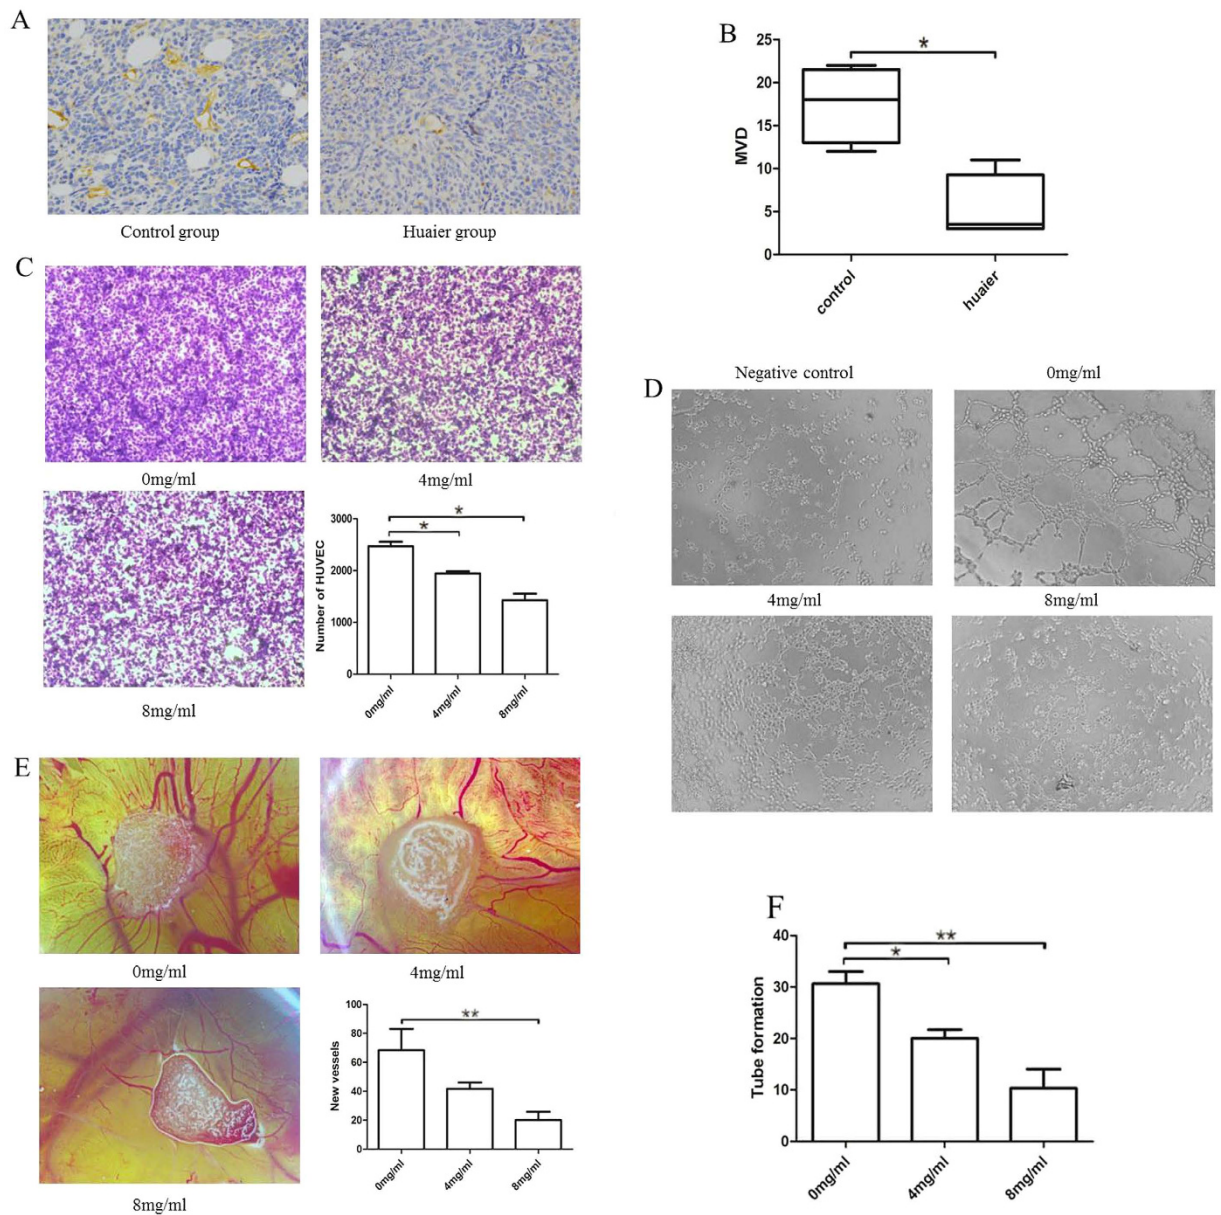 A
Control group
Huaier group
B
MVD
25
20
15
10
5
0
*
control
huaier
C
0mg/ml
4mg/ml
8mg/ml
Number of HUVEC
3000
2000
1000
0
*
*
0mg/ml
4mg/ml
8mg/ml
D
Negative control
0mg/ml
4mg/ml
8mg/ml
E
0mg/ml
4mg/ml
8mg/ml
New vessels
100
80
60
40
20
0
**
0mg/ml
4mg/ml
8mg/ml
F
Tube formation
40
30
20
10
0
**
*
0mg/ml
4mg/ml
8mg/ml